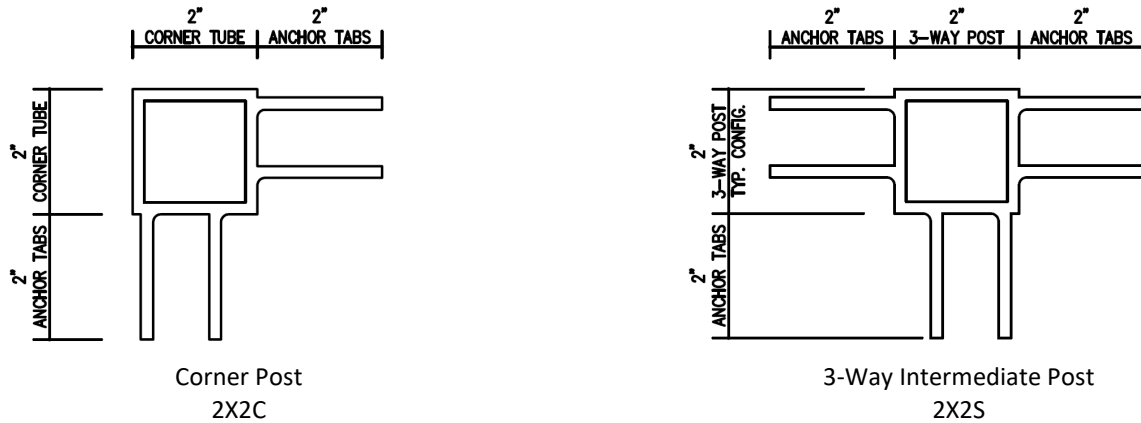 2"
CORNER TUBE
2"
ANCHOR TABS
2"
CORNER TUBE
2"
ANCHOR TABS
Corner Post
2X2C
2"
ANCHOR TABS
2"
3-WAY POST
2"
ANCHOR TABS
2"
3-WAY POST
TYP. CONFIG.
2"
ANCHOR TABS
3-Way Intermediate Post
2X2S